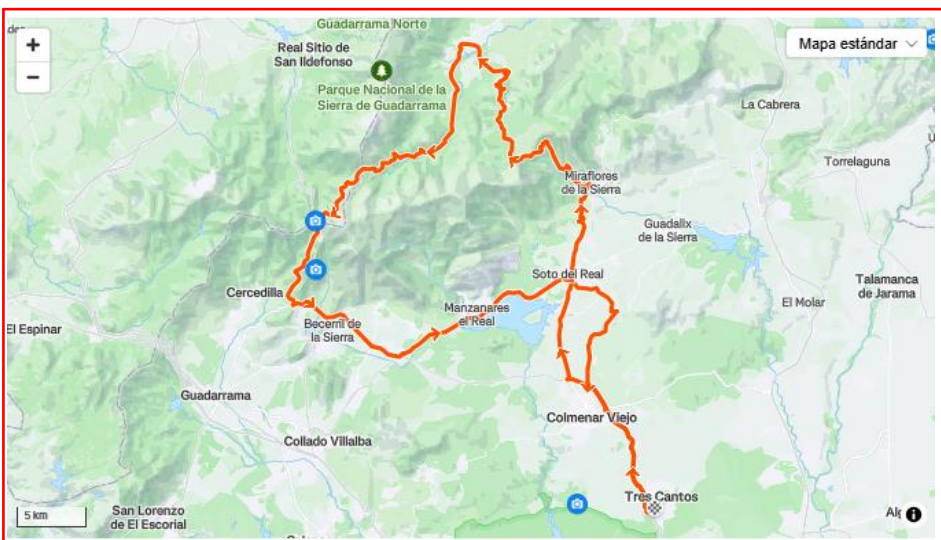 Guadarrama Norte
Real Sitio de
San Ildefonso
Mapa estándar
+
−
Parque Nacional de la
Sierra de Guadarrama
La Cabrera
Torrelaguna
Miraflores
de la Sierra
Guadalix
de la Sierra
Soto del Real
Talamanca
de Jarama
Cercedilla
Manzanares
el Real
El Molar
El Espinar
Becerril de
la Sierra
Guadarrama
Colmenar Viejo
Collado Villalba
Tres Cantos
5 km
San Lorenzo
de El Escorial